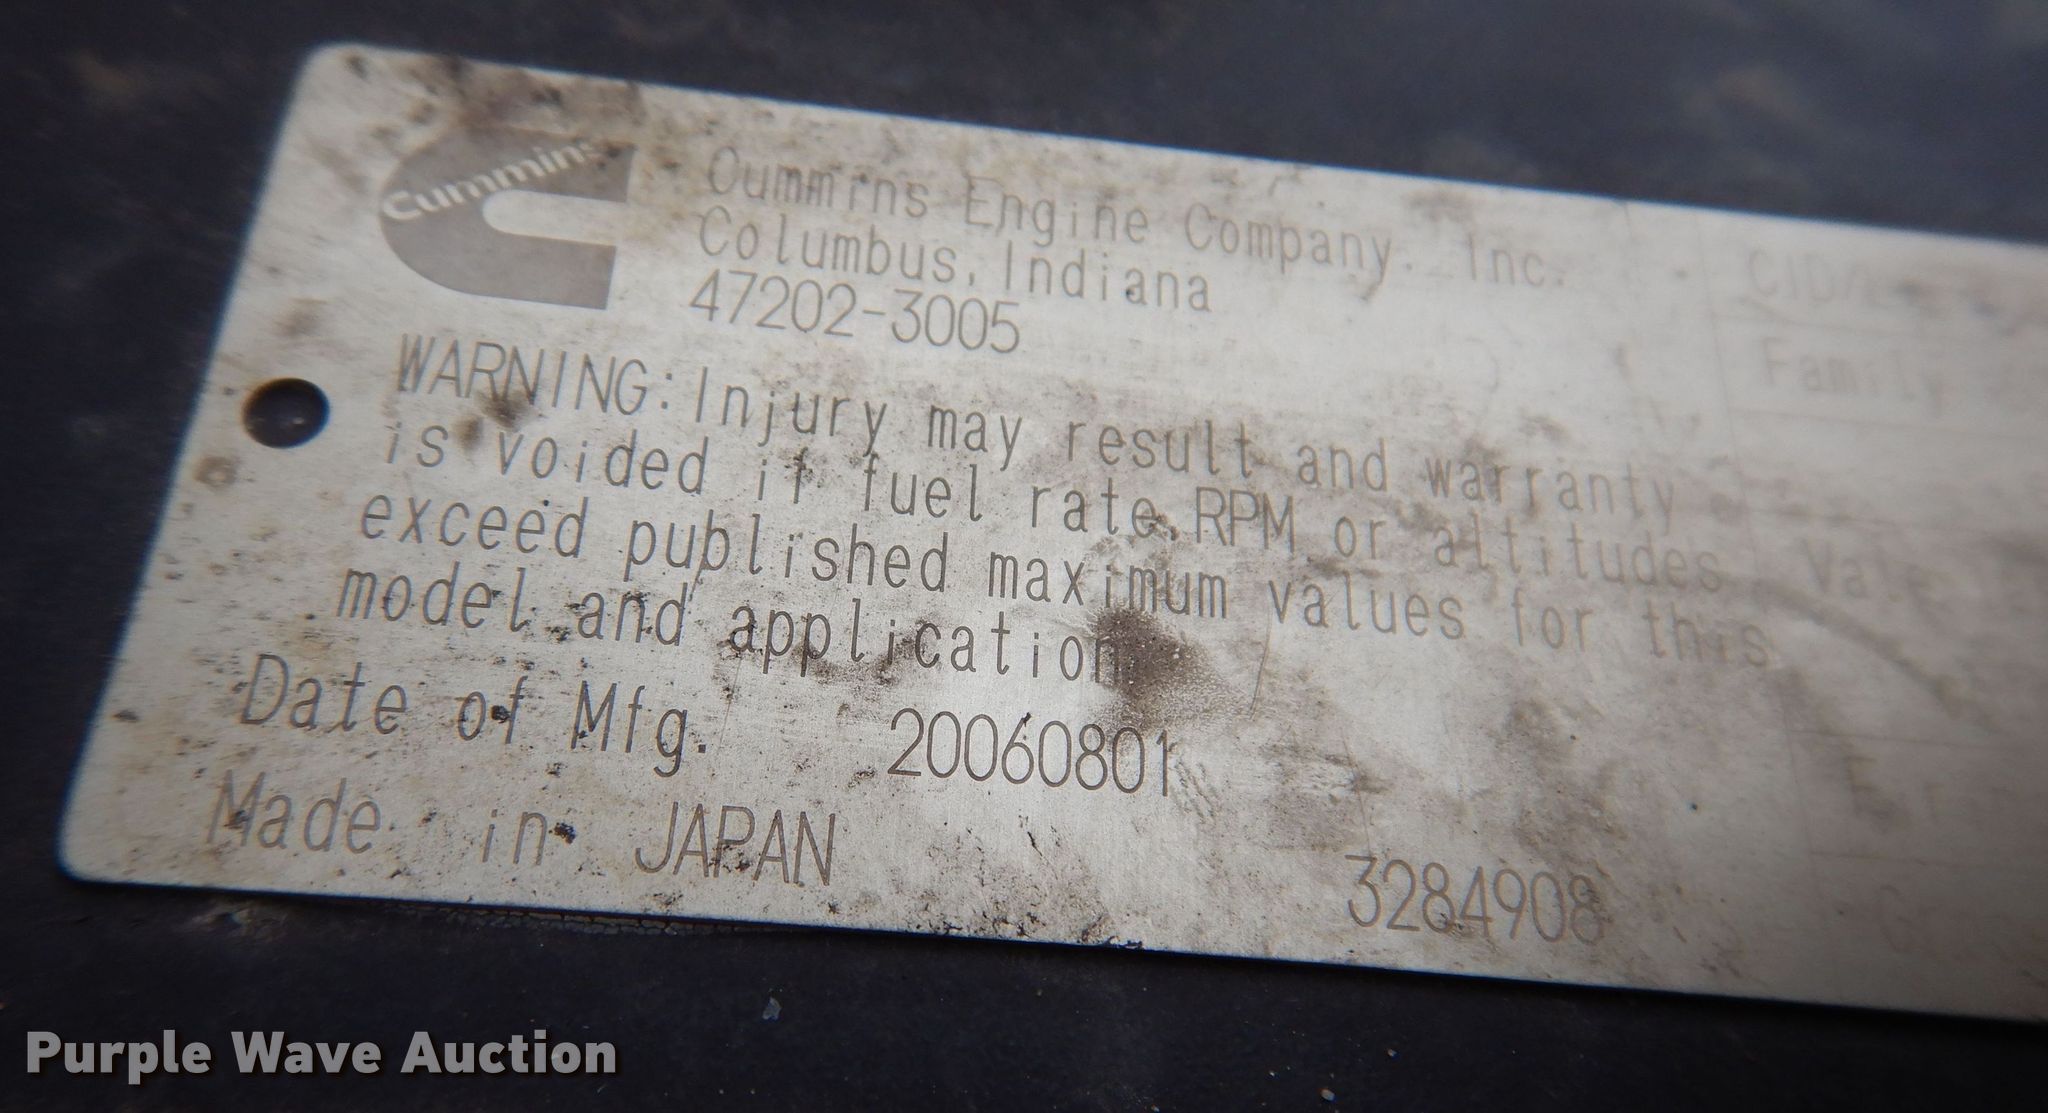 Cummins
Cummins Engine Company. Inc.
Columbus, Indiana
47202-3005
WARNING: Injury may result and warranty
is voided if fuel rate, RPM or altitudes
exceed published maximum values for this
model and application
Date of Mfg. 20060801
Made in JAPAN
3284908
Family
Purple Wave Auction